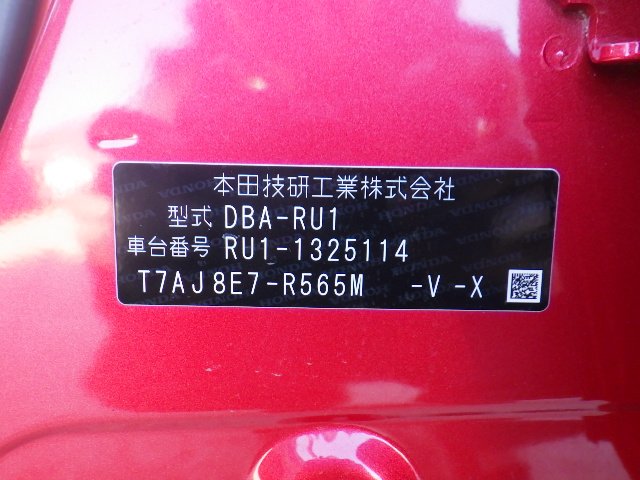 本田技研工業株式会社
型式 DBA-RU1
車台番号 RU1-1325114
T7AJ8E7-R565M -V -X